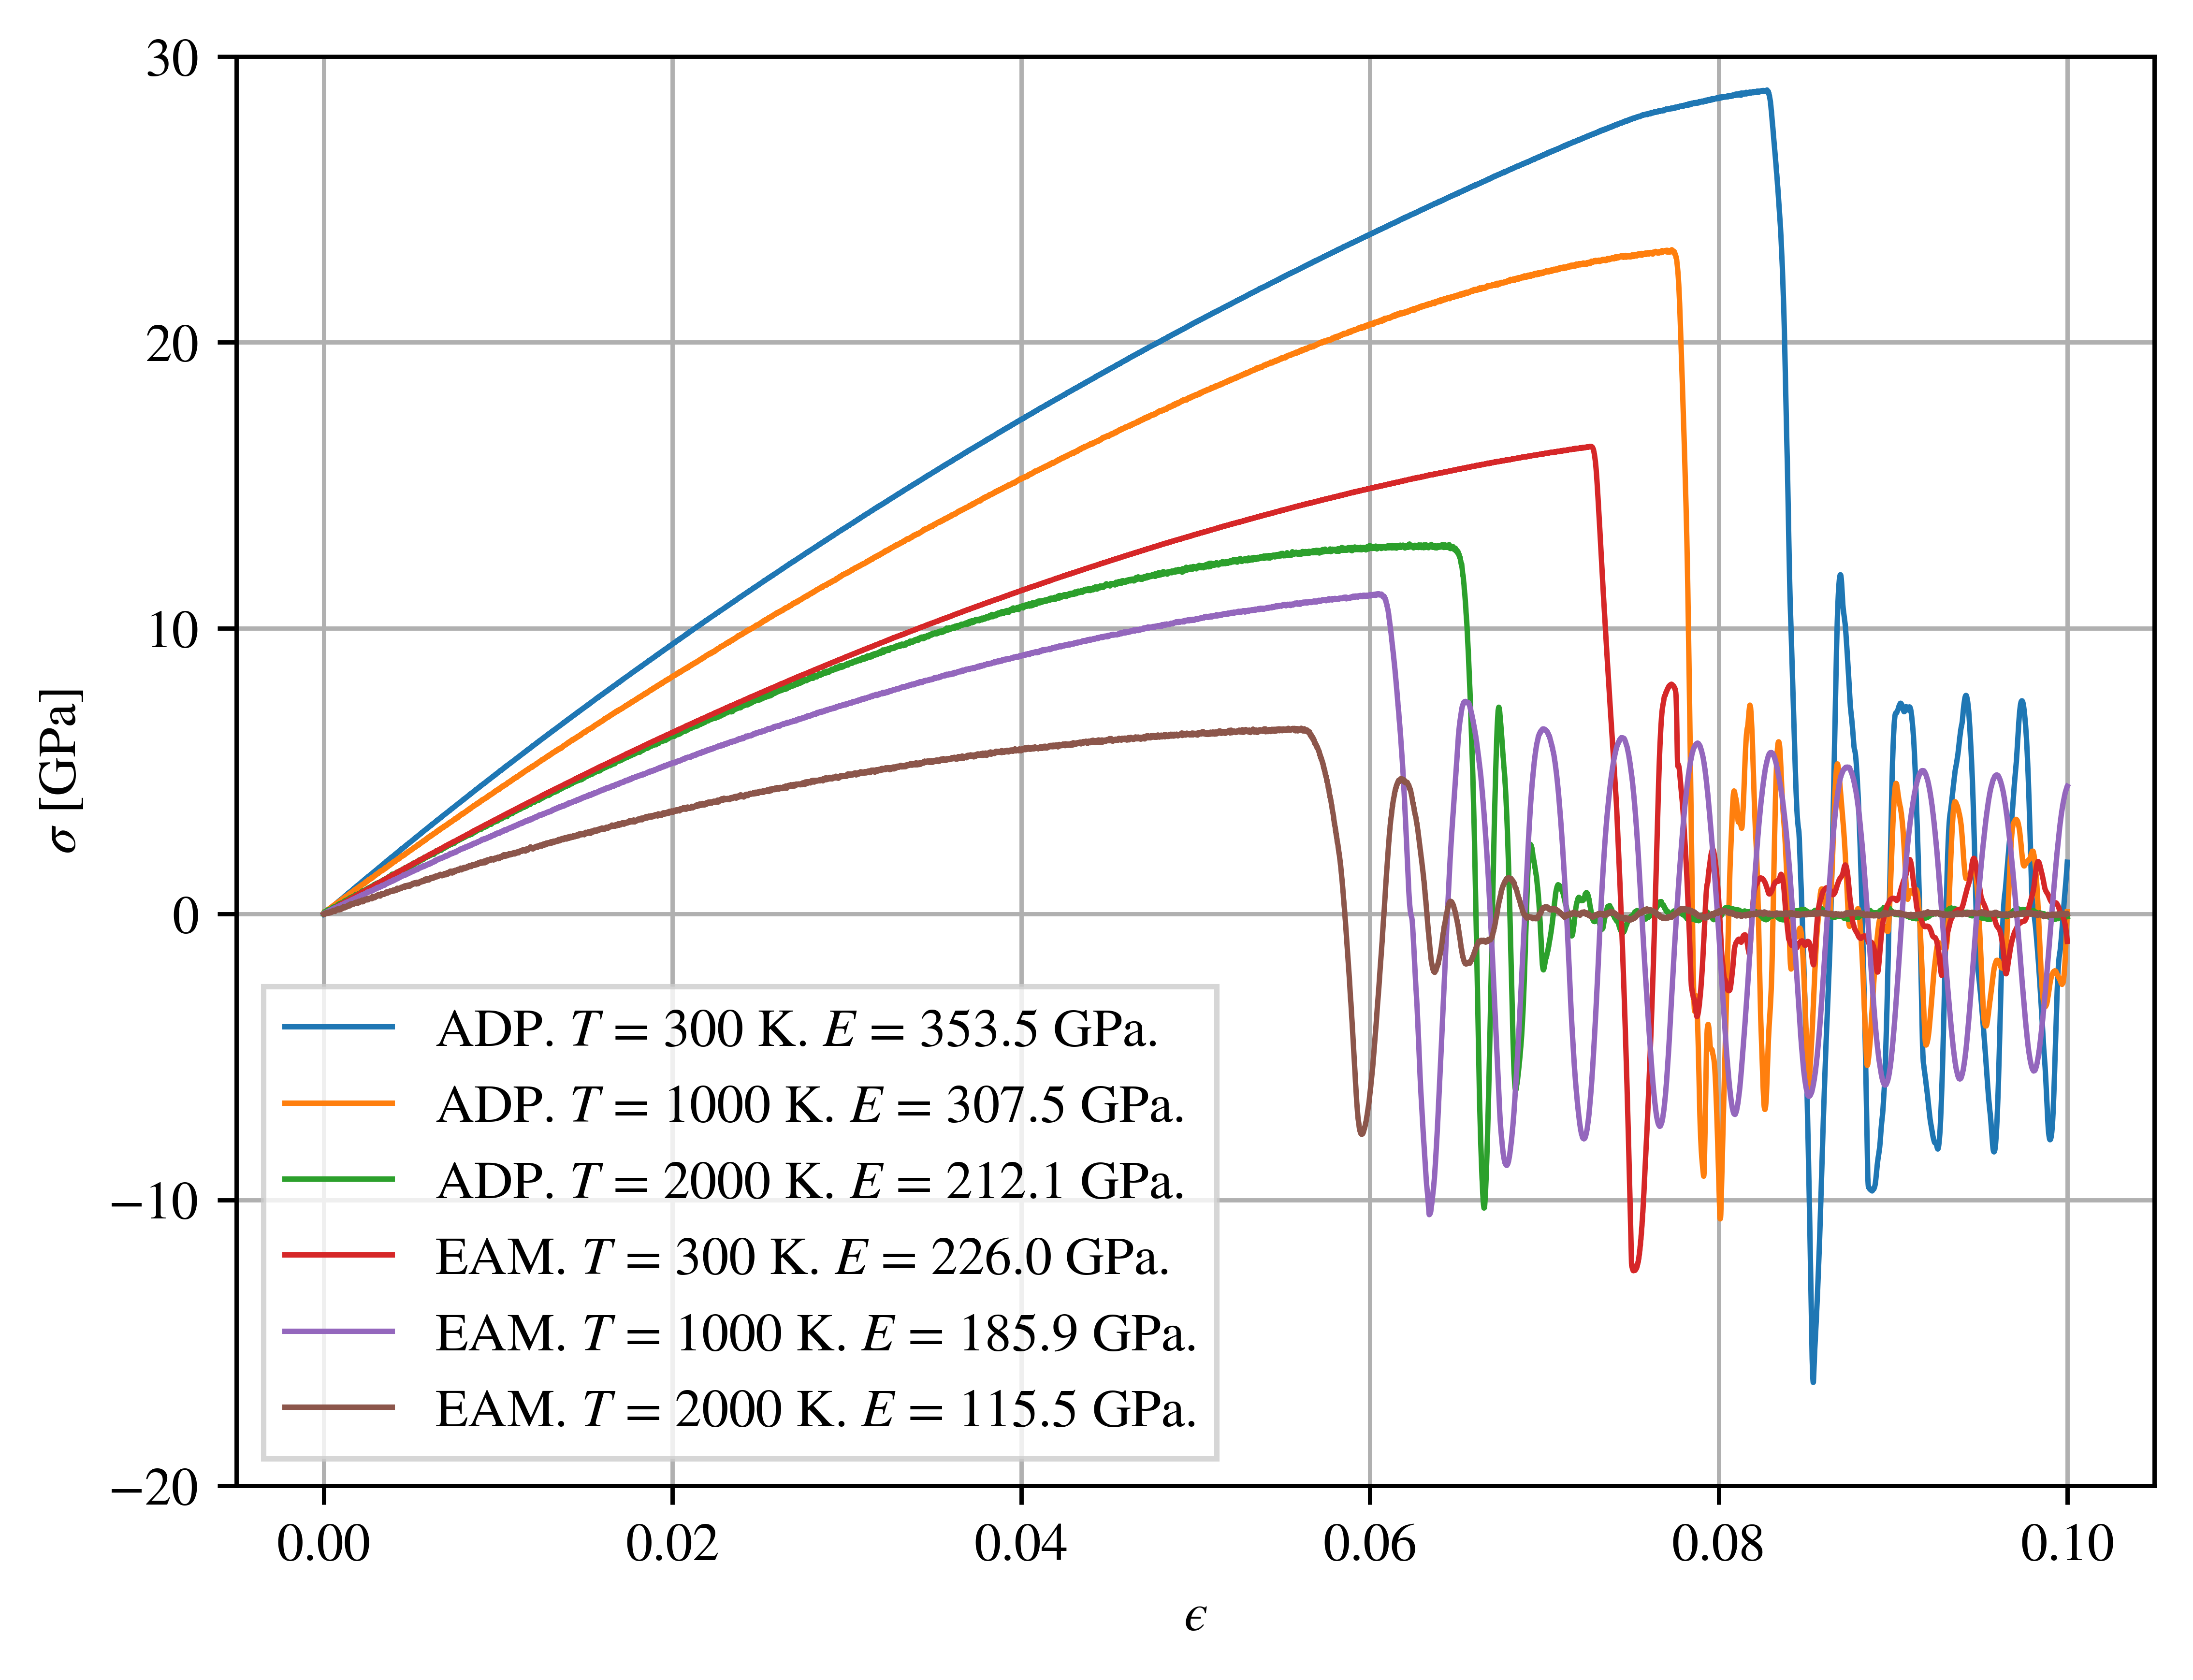 σ [GPa]
30
20
10
0
−10
−20
ADP. T = 300 K. E = 353.5 GPa.
ADP. T = 1000 K. E = 307.5 GPa.
ADP. T = 2000 K. E = 212.1 GPa.
EAM. T = 300 K. E = 226.0 GPa.
EAM. T = 1000 K. E = 185.9 GPa.
EAM. T = 2000 K. E = 115.5 GPa.
0.00 0.02 0.04 0.06 0.08 0.10
ϵ